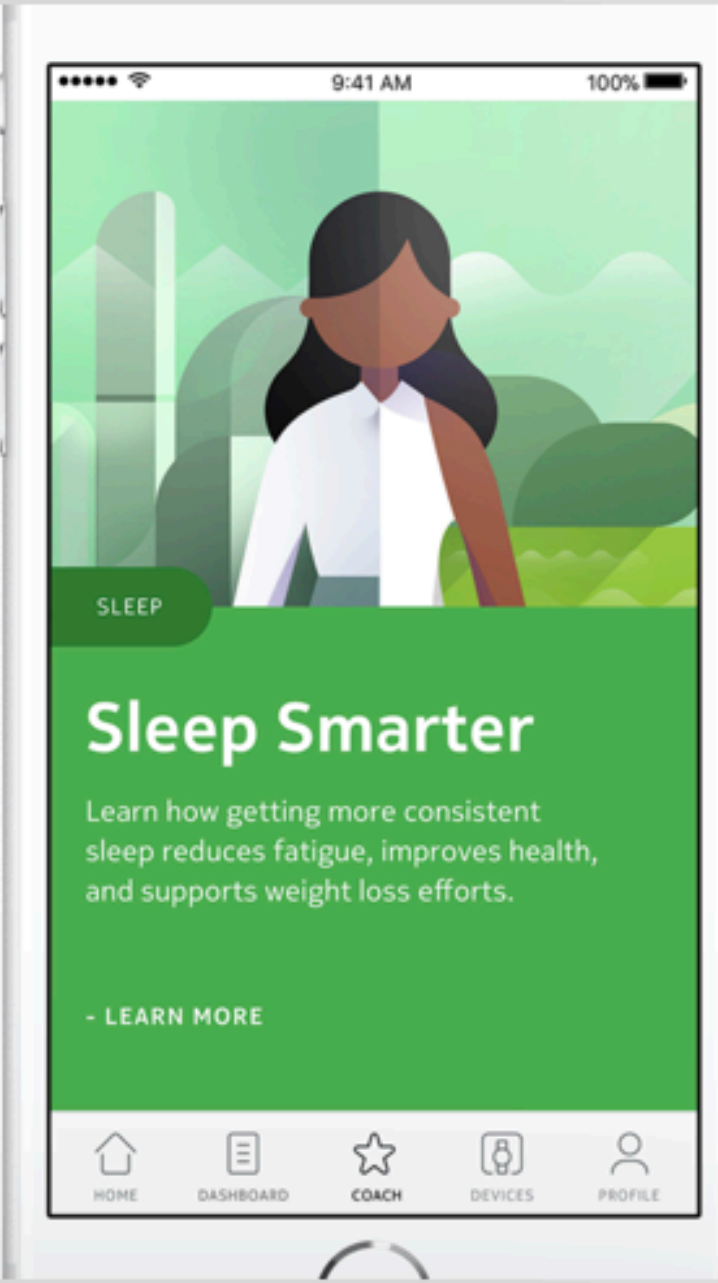 9:41 AM
100%
SLEEP
Sleep Smarter
Learn how getting more consistent
sleep reduces fatigue, improves health,
and supports weight loss efforts.
- LEARN MORE
HOME
DASHBOARD
COACH
DEVICES
PROFILE